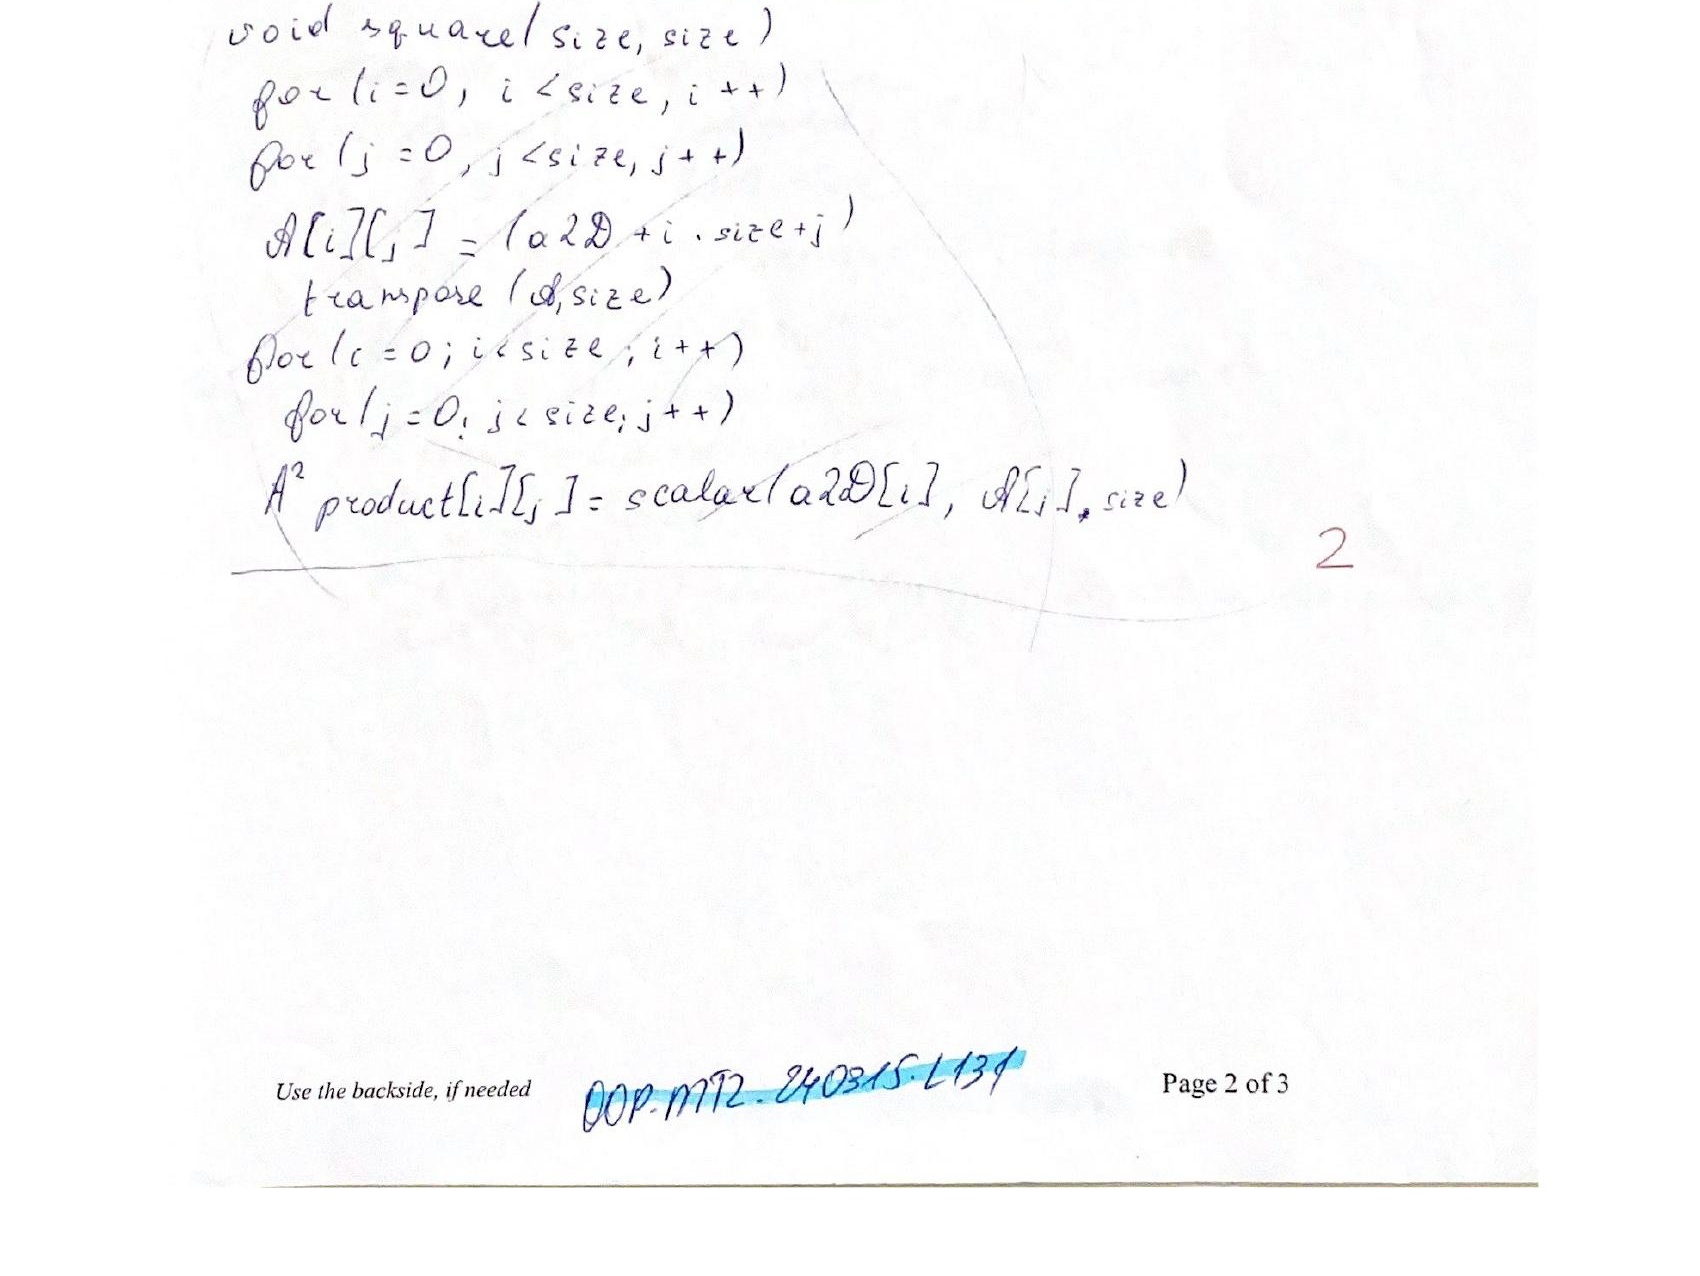 void square(size, size)
for (i=0, i <size, i ++)
for (j =0, j <size, j++)
A[i][j] = (a2D +i . size+j)
transpose (A,size)
for (i =0; i< size ; i++)
for (j =0; j< size; j++)
A² product[i][j]= scalar(a2D[i], A[j], size)
2
Use the backside, if needed
OOP.MT2.240315.L131
Page 2 of 3